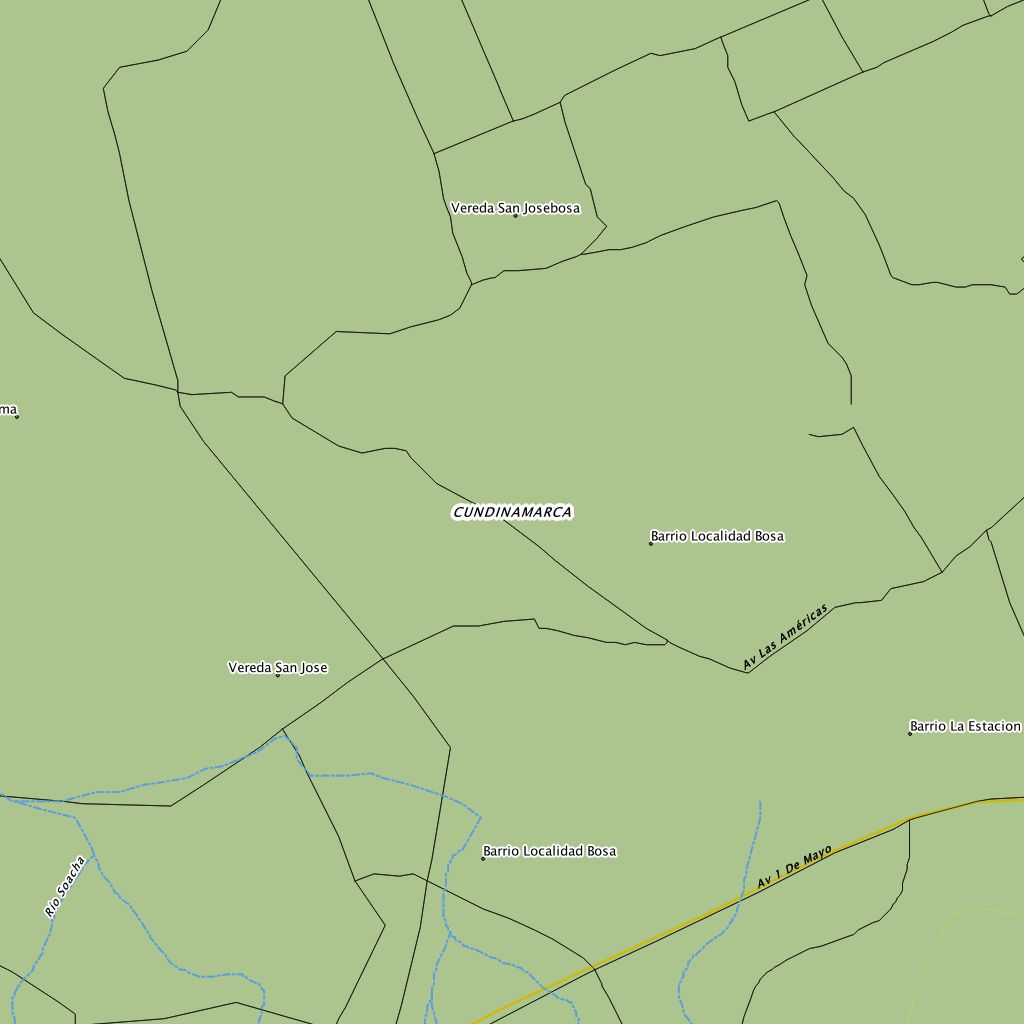 Vereda San Josebosa
ma
CUNDINAMARCA
Barrio Localidad Bosa
Av Las Américas
Vereda San Jose
Barrio La Estacion
Barrio Localidad Bosa
Av 1 De Mayo
Rio Soacha